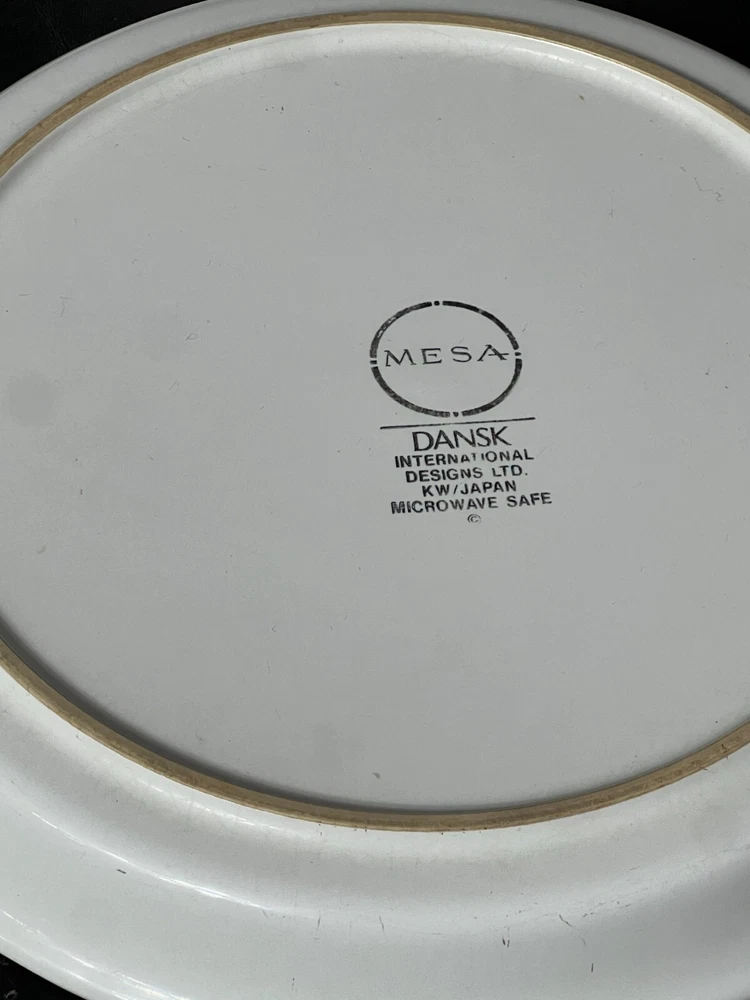 MESA
DANSK
INTERNATIONAL
DESIGNS LTD.
KW/JAPAN
MICROWAVE SAFE
©